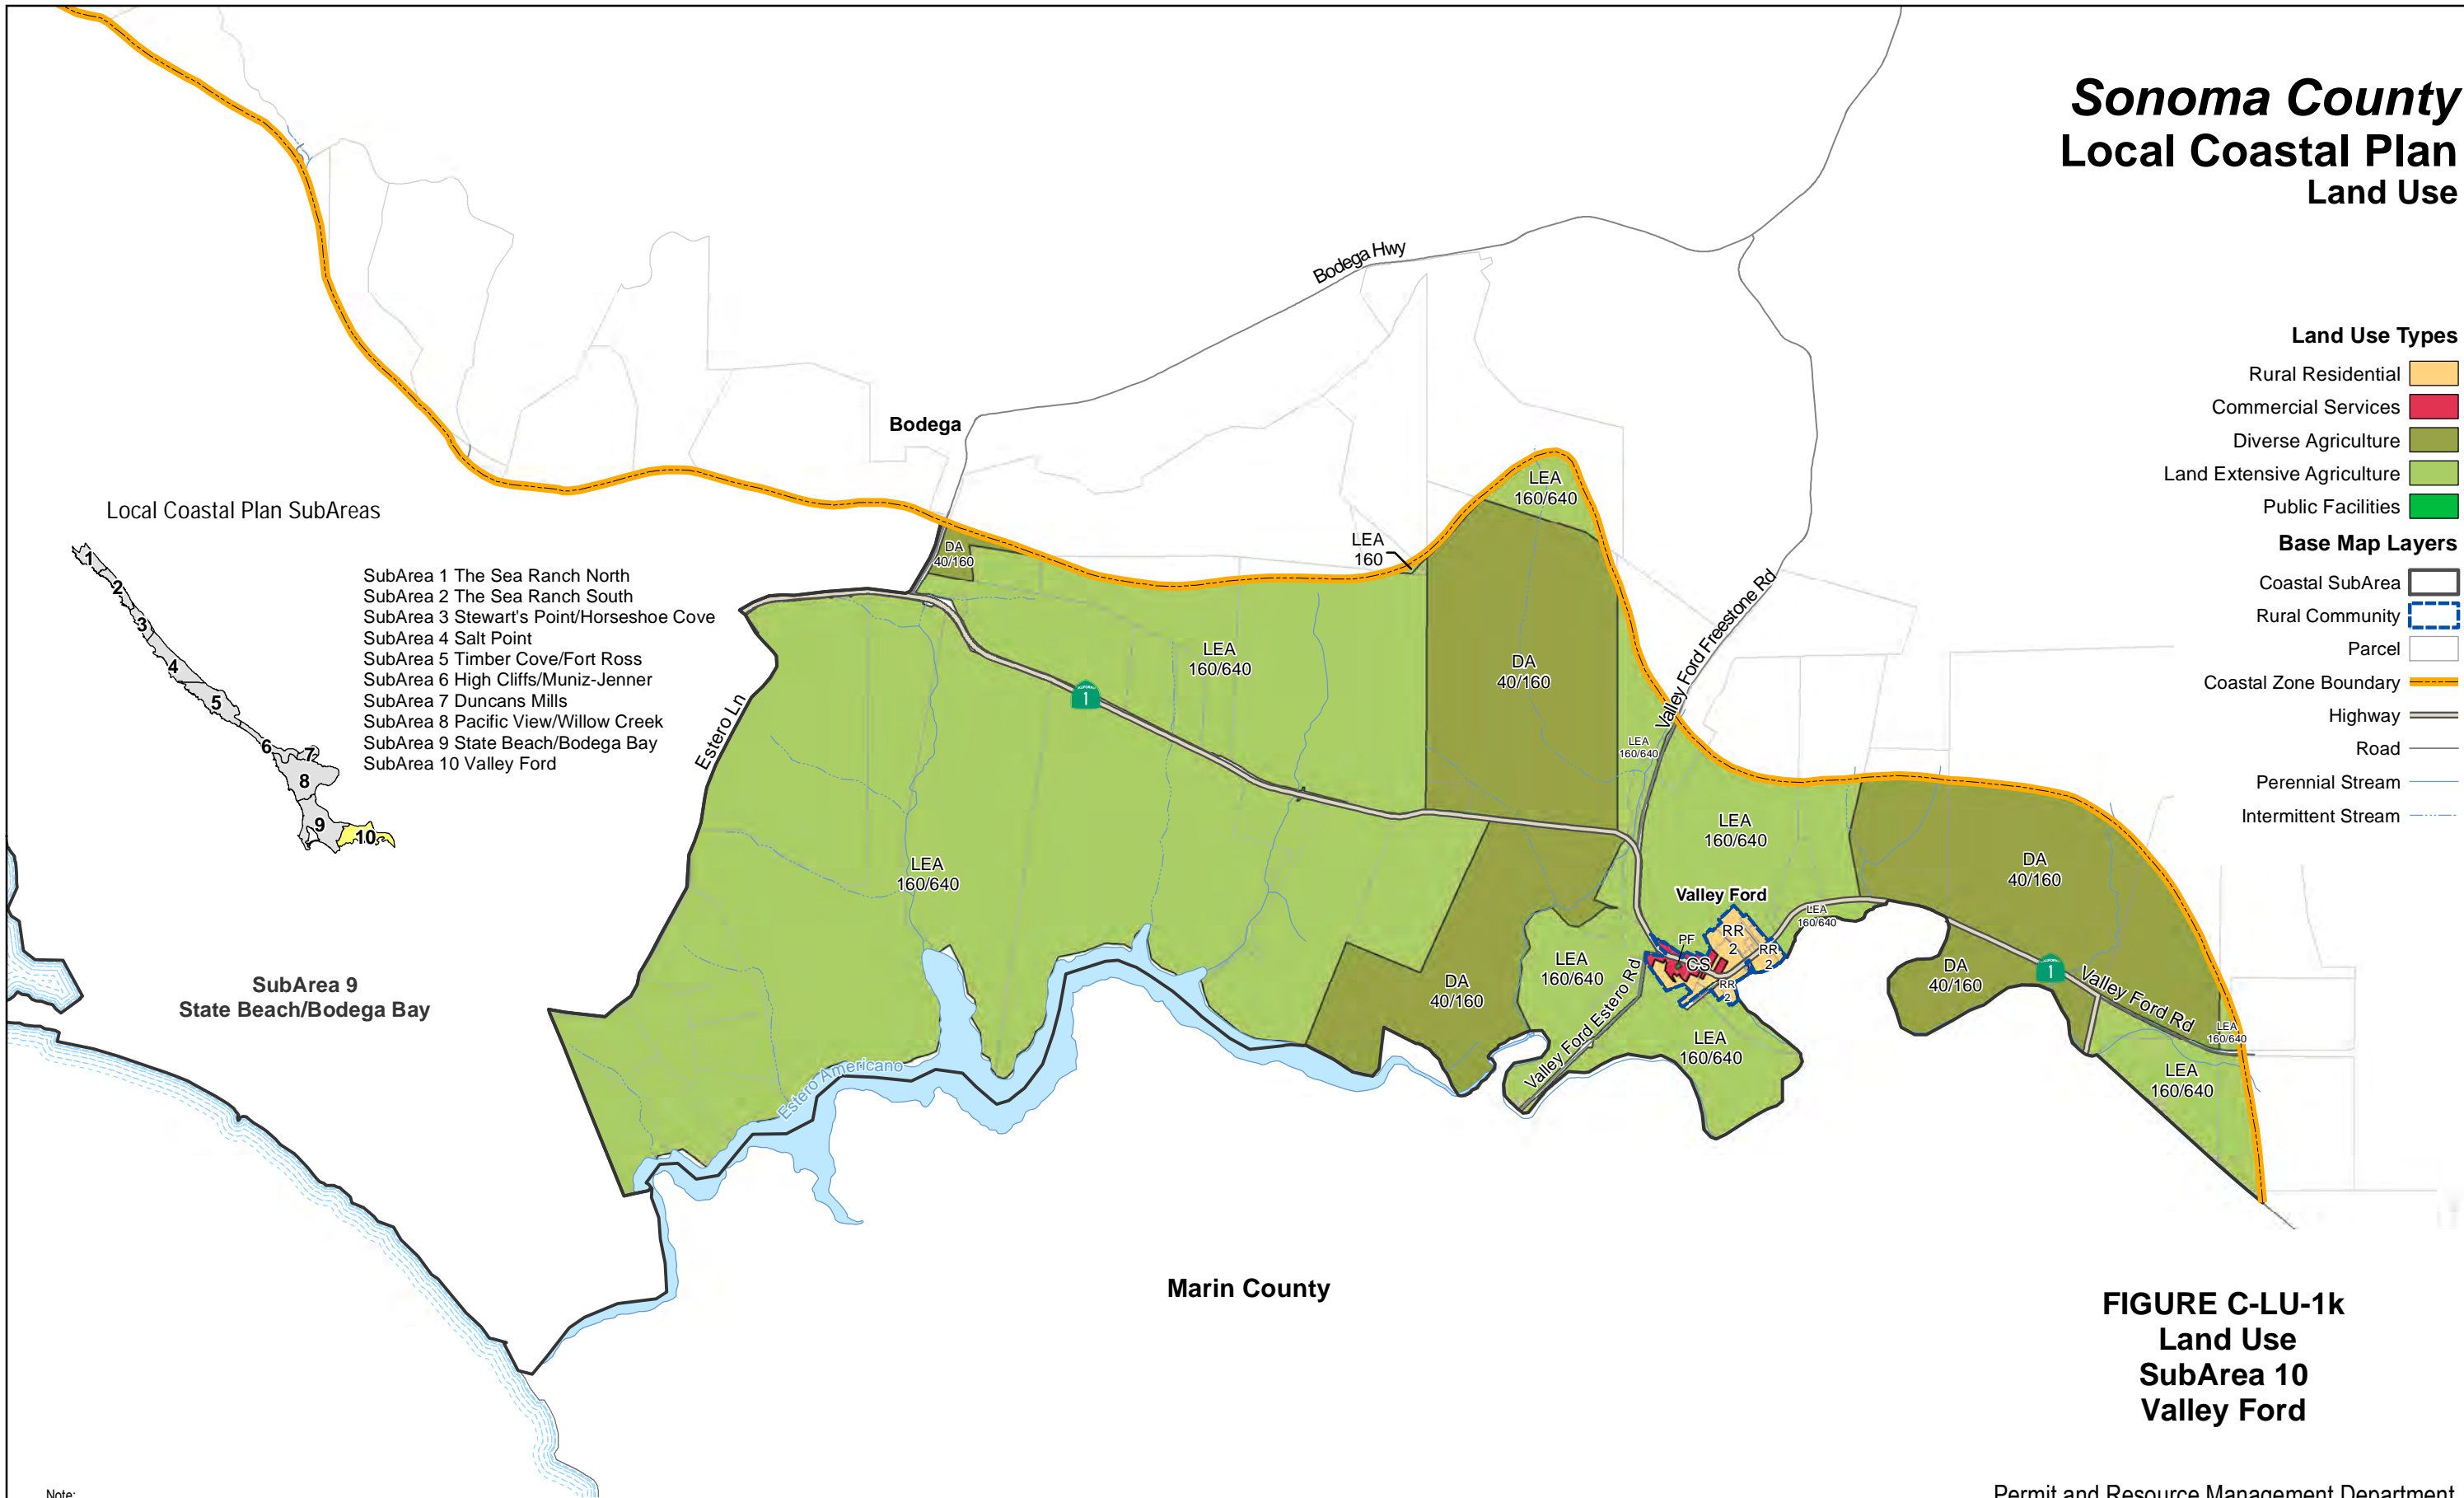 Sonoma County
Local Coastal Plan
Land Use
Land Use Types
Rural Residential
Commercial Services
Diverse Agriculture
Land Extensive Agriculture
Public Facilities
Base Map Layers
Coastal SubArea
Rural Community
Parcel
Coastal Zone Boundary
Highway
Road
Perennial Stream
Intermittent Stream
Bodega Hwy
Bodega
Local Coastal Plan SubAreas
1
2
3
4
5
6
7
8
9
10
SubArea 1 The Sea Ranch North
SubArea 2 The Sea Ranch South
SubArea 3 Stewart's Point/Horseshoe Cove
SubArea 4 Salt Point
SubArea 5 Timber Cove/Fort Ross
SubArea 6 High Cliffs/Muniz-Jenner
SubArea 7 Duncans Mills
SubArea 8 Pacific View/Willow Creek
SubArea 9 State Beach/Bodega Bay
SubArea 10 Valley Ford
LEA
160/640
DA
40/160
LEA
160
LEA
160/640
DA
40/160
Valley Ford Freestone Rd
LEA
160/640
1
Estero Ln
LEA
160/640
LEA
160/640
DA
40/160
Valley Ford
LEA
160/640
RR
2
PF
CS
RR
2
RR
2
LEA
160/640
DA
40/160
Valley Ford Estero Rd
LEA
160/640
DA
40/160
1
Valley Ford Rd
LEA
160/640
LEA
160/640
SubArea 9
State Beach/Bodega Bay
Estero Americano
Marin County
FIGURE C-LU-1k
Land Use
SubArea 10
Valley Ford
Note:
Permit and Resource Management Department